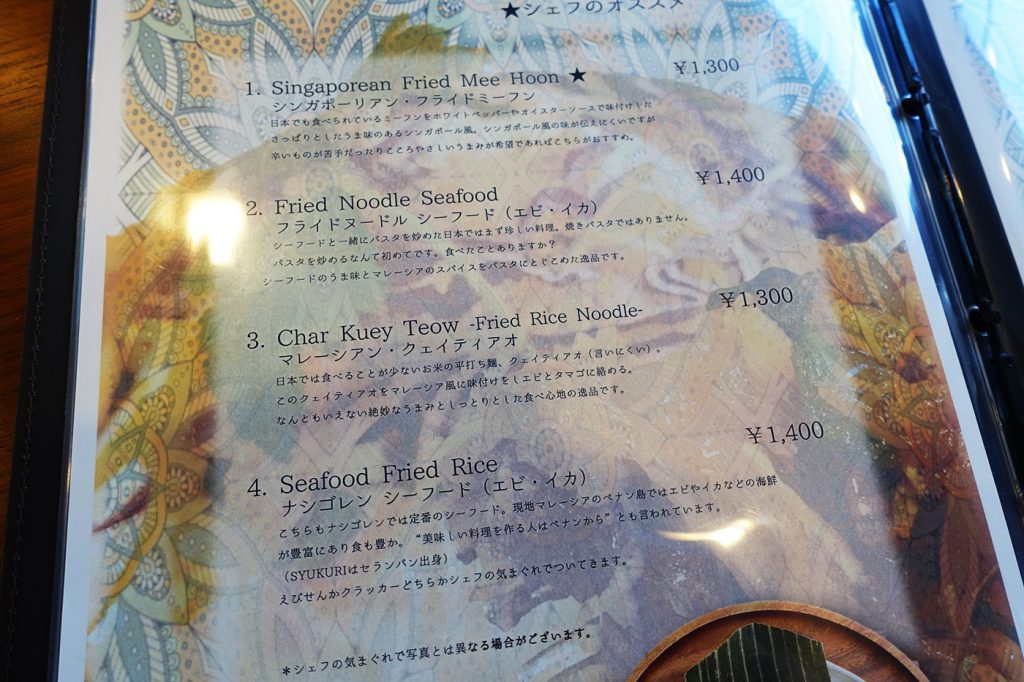 ★シェフのオススメ
1. Singaporean Fried Mee Hoon ★ ¥1,300
シンガポーリアン・フライドミーフン
日本でも食べられているミーフンをホワイトペッパーやオイスターソースで味付けした
さっぱりとしたうま味のあるシンガポール風。シンガポール風の味が伝えにくいですが
辛いものが苦手だったりこころやさしいうまみが希望であればこちらがおすすめ。
2. Fried Noodle Seafood ¥1,400
フライドヌードル シーフード（エビ・イカ）
シーフードと一緒にパスタを炒めた日本ではまず珍しい料理。焼きパスタではありません。
パスタを炒めるなんて初めてです。食べたことありますか？
シーフードのうま味とマレーシアのスパイスをパスタにとじこめた逸品です。
3. Char Kuey Teow -Fried Rice Noodle- ¥1,300
マレーシアン・クェイティアオ
日本では食べることが少ないお米の平打ち麺、クェイティアオ（言いにくい）。
このクェイティアオをマレーシア風に味付けをしエビとタマゴに絡める。
なんともいえない絶妙なうまみとしっとりとした食べ心地の逸品です。
4. Seafood Fried Rice ¥1,400
ナシゴレン シーフード（エビ・イカ）
こちらもナシゴレンでは定番のシーフード。現地マレーシアのペナン島ではエビやイカなどの海鮮
が豊富にあり食も豊か。“美味しい料理を作る人はペナンから”とも言われています。
（SYUKURIはセランバン出身）
えびせんかクラッカーどちらかシェフの気まぐれでついてきます。
＊シェフの気まぐれで写真とは異なる場合がございます。